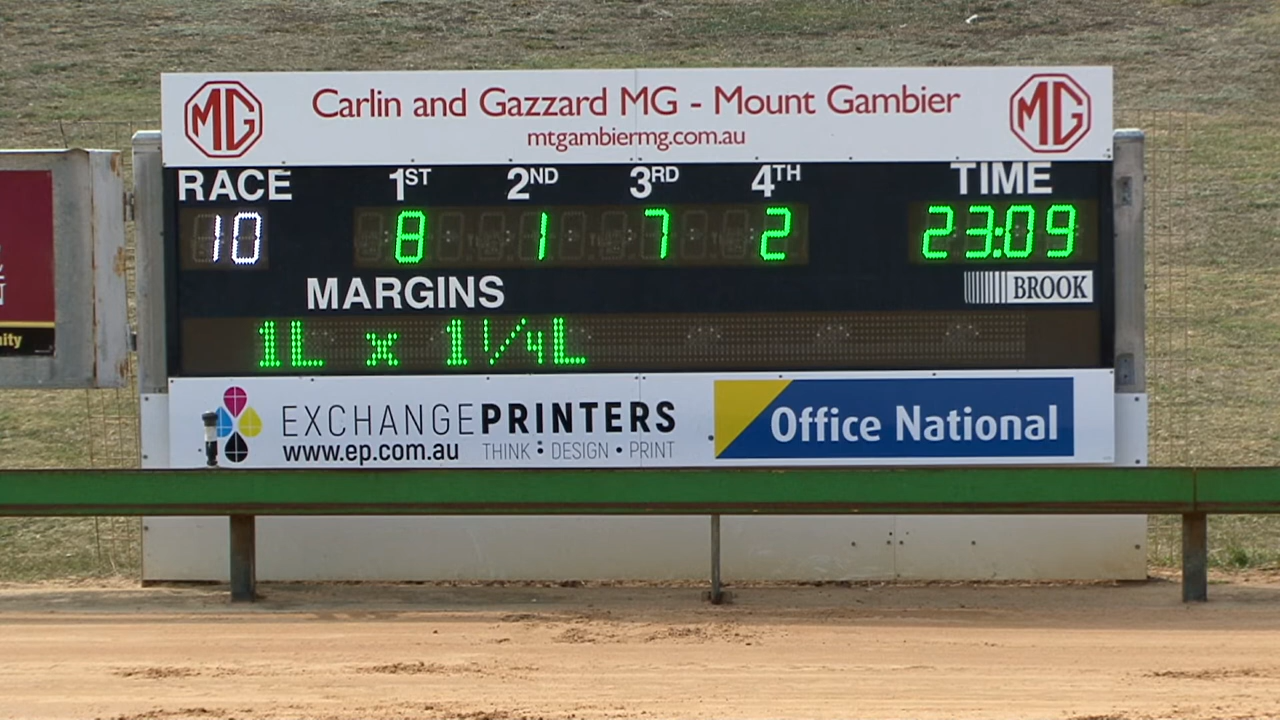 MG Carlin and Gazzard MG - Mount Gambier MG
mtgambiermg.com.au
RACE 1ST 2ND 3RD 4TH TIME
10 8 1 7 2 23:09
MARGINS
BROOK
1L x 1¼L
EXCHANGEPRINTERS
www.ep.com.au THINK : DESIGN • PRINT
Office National